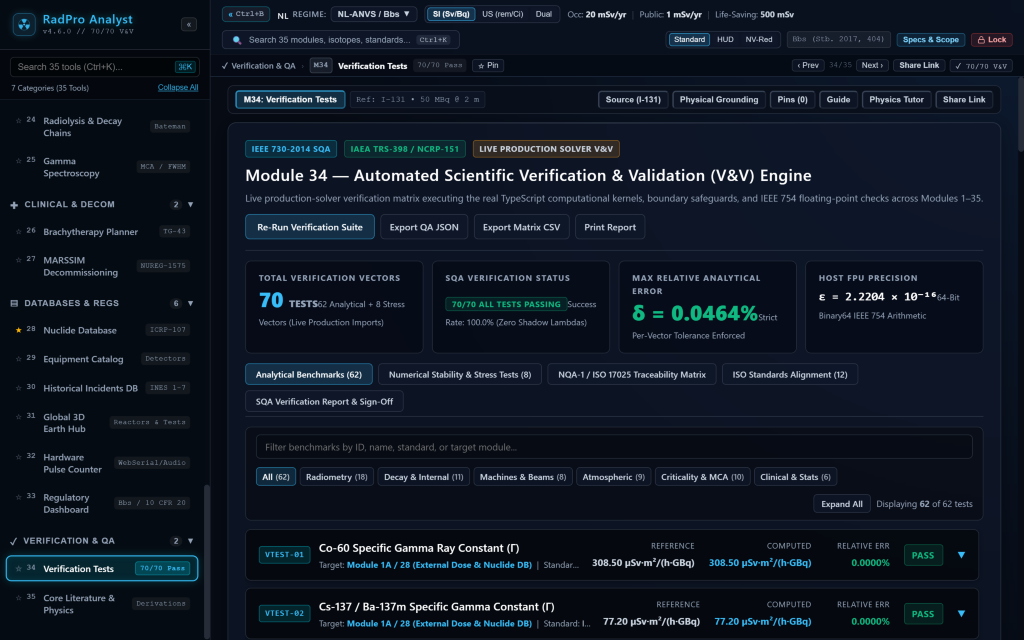 RadPro Analyst
v4.6.0 // 70/70 V&V
«
Search 35 tools (Ctrl+K)...
⌘K
7 Categories (35 Tools)
Collapse All
☆ 24 Radiolysis & Decay Chains
Bateman
☆ 25 Gamma Spectroscopy
MCA / FWHM
CLINICAL & DECOM 2 ▼
☆ 26 Brachytherapy Planner
TG-43
☆ 27 MARSSIM Decommissioning
NUREG-1575
DATABASES & REGS 6 ▼
★ 28 Nuclide Database
ICRP-107
☆ 29 Equipment Catalog
Detectors
☆ 30 Historical Incidents DB
INES 1-7
☆ 31 Global 3D Earth Hub
Reactors & Tests
☆ 32 Hardware Pulse Counter
WebSerial/Audio
☆ 33 Regulatory Dashboard
Bbs / 10 CFR 20
✓ VERIFICATION & QA 2 ▼
☆ 34 Verification Tests
70/70 Pass
☆ 35 Core Literature & Physics
Derivations
« Ctrl+B
NL REGIME: NL-ANVS / Bbs ▼
SI (Sv/Bq) US (rem/Ci) Dual
Occ: 20 mSv/yr | Public: 1 mSv/yr | Life-Saving: 500 mSv
Search 35 modules, isotopes, standards... Ctrl+K
Standard HUD NV-Red
Bbs (Stb. 2017, 404)
Specs & Scope
Lock
✓ Verification & QA › M34 Verification Tests 70/70 Pass ☆ Pin
‹ Prev 34/35 Next › Share Link ✓ 70/70 V&V
M34: Verification Tests
Ref: I-131 • 50 MBq @ 2 m
Source (I-131) Physical Grounding Pins (0) Guide Physics Tutor Share Link
IEEE 730-2014 SQA IAEA TRS-398 / NCRP-151 LIVE PRODUCTION SOLVER V&V
Module 34 — Automated Scientific Verification & Validation (V&V) Engine
Live production-solver verification matrix executing the real TypeScript computational kernels, boundary safeguards, and IEEE 754 floating-point checks across Modules 1–35.
Re-Run Verification Suite Export QA JSON Export Matrix CSV Print Report
TOTAL VERIFICATION VECTORS
70 TESTS62 Analytical + 8 Stress
Vectors (Live Production Imports)
SQA VERIFICATION STATUS
70/70 ALL TESTS PASSING Success
Rate: 100.0% (Zero Shadow Lambdas)
MAX RELATIVE ANALYTICAL
ERROR
δ = 0.0464% Strict
Per-Vector Tolerance Enforced
HOST FPU PRECISION
ε = 2.2204 × 10⁻¹⁶ 64-Bit
Binary64 IEEE 754 Arithmetic
Analytical Benchmarks (62) Numerical Stability & Stress Tests (8) NQA-1 / ISO 17025 Traceability Matrix ISO Standards Alignment (12)
SQA Verification Report & Sign-Off
Filter benchmarks by ID, name, standard, or target module...
All (62) Radiometry (18) Decay & Internal (11) Machines & Beams (8) Atmospheric (9) Criticality & MCA (10) Clinical & Stats (6)
Expand All Displaying 62 of 62 tests
VTEST-01
Co-60 Specific Gamma Ray Constant (Γ)
Target: Module 1A / 28 (External Dose & Nuclide DB) | Standar...
REFERENCE COMPUTED RELATIVE ERR
308.50 µSv·m²/(h·GBq) 308.50 µSv·m²/(h·GBq) 0.0000%
PASS ▼
VTEST-02
Cs-137 / Ba-137m Specific Gamma Constant (Γ)
Target: Module 1A / 28 (External Dose & Nuclide DB) | Standard: I...
REFERENCE COMPUTED RELATIVE ERR
77.20 µSv·m²/(h·GBq) 77.20 µSv·m²/(h·GBq) 0.0000%
PASS ▼